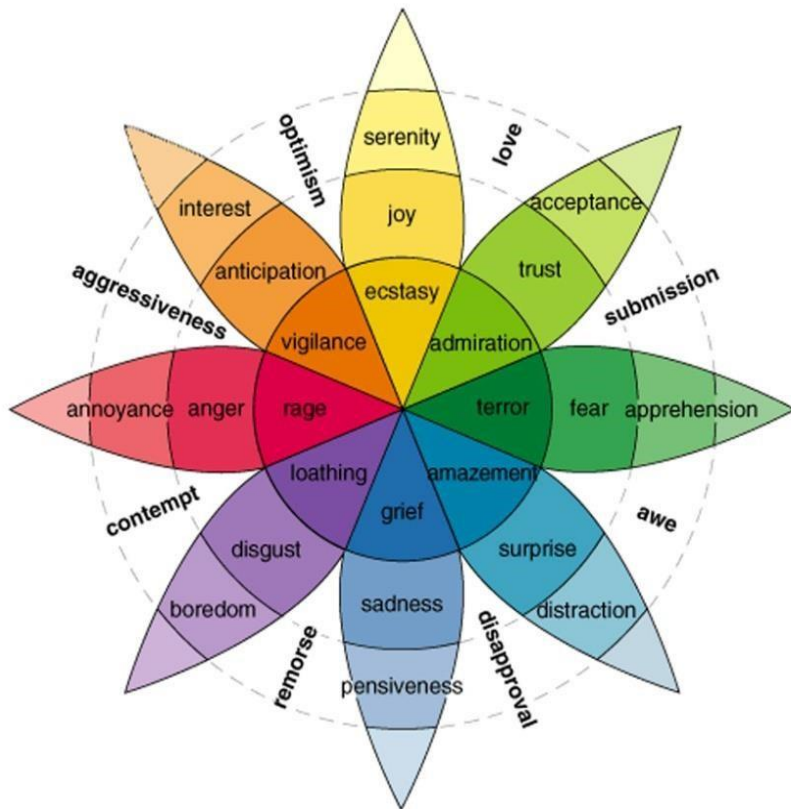 optimism
serenity
love
interest
joy
acceptance
anticipation
trust
aggressiveness
ecstasy
submission
vigilance
admiration
annoyance
anger
rage
terror
fear
apprehension
loathing
amazement
contempt
grief
awe
disgust
surprise
boredom
sadness
distraction
remorse
pensiveness
disapproval